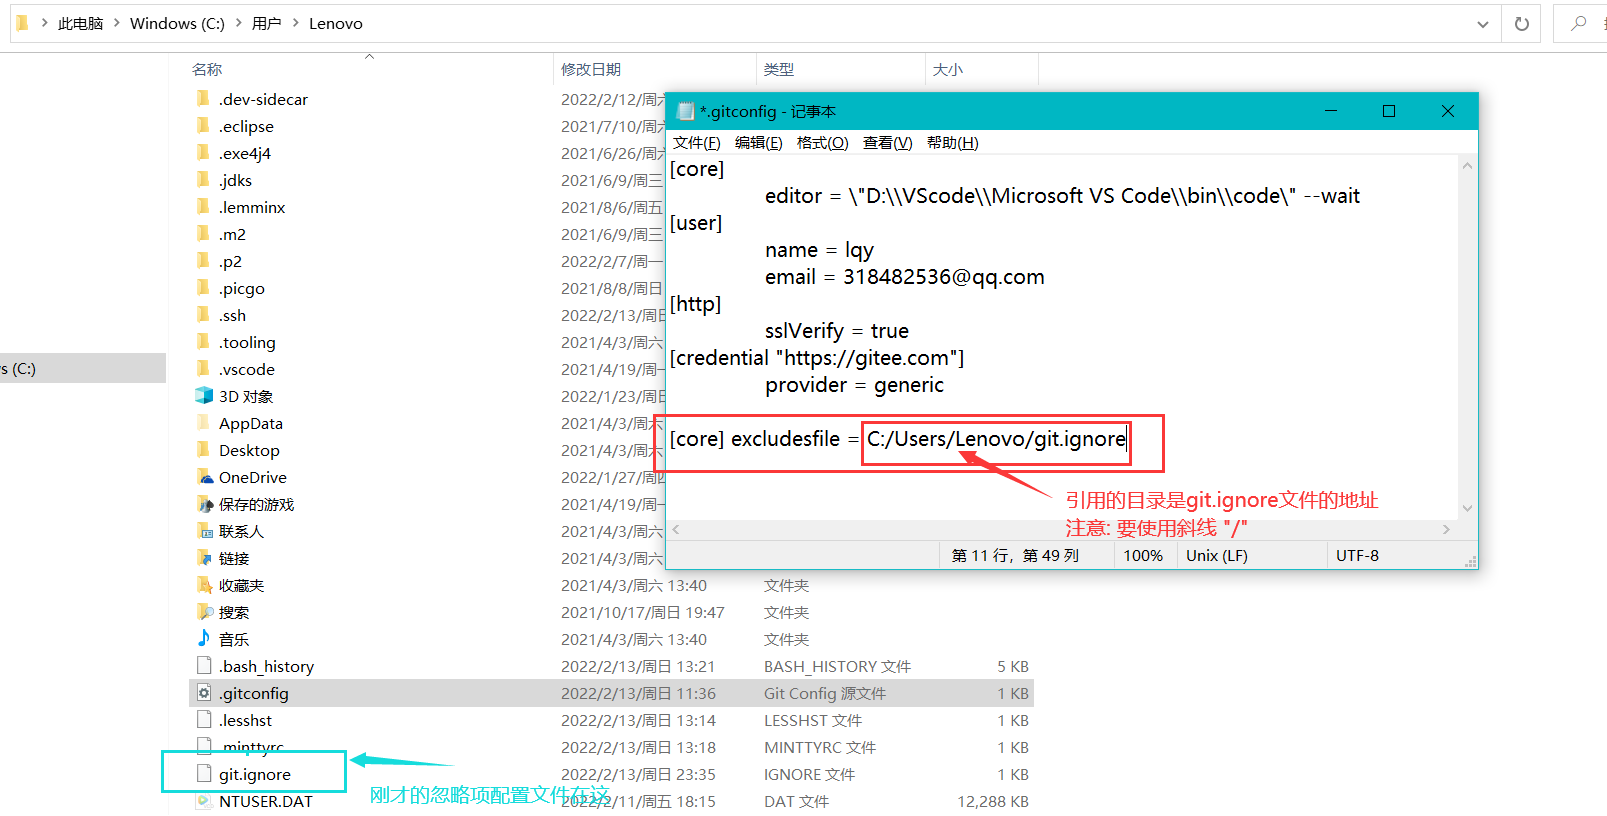 此电脑 > Windows (C:) > 用户 > Lenovo
名称 修改日期 类型 大小
.dev-sidecar 2022/2/12/周六
.eclipse 2021/7/10/周六
.exe4j4 2021/6/26/周六
.jdks 2021/6/9/周三
.lemminx 2021/8/6/周五
.m2 2021/6/9/周三
.p2 2022/2/7/周一
.picgo 2021/8/8/周日
.ssh 2022/2/13/周日
.tooling 2021/4/3/周六
.vscode 2021/4/19/周一
3D 对象 2022/1/23/周日
AppData 2021/4/3/周六
Desktop 2021/4/3/周六
OneDrive 2022/1/27/周四
保存的游戏 2021/4/19/周一
联系人 2021/4/3/周六
链接 2021/4/3/周六
收藏夹 2021/4/3/周六 13:40 文件夹
搜索 2021/10/17/周日 19:47 文件夹
音乐 2021/4/3/周六 13:40 文件夹
.bash_history 2022/2/13/周日 13:21 BASH_HISTORY 文件 5 KB
.gitconfig 2022/2/13/周日 11:36 Git Config 源文件 1 KB
.lesshst 2022/2/13/周日 13:14 LESSHST 文件 1 KB
.minttyrc 2022/2/13/周日 13:18 MINTTYRC 文件 1 KB
git.ignore 2022/2/13/周日 23:35 IGNORE 文件 1 KB
NTUSER.DAT 2022/2/11/周五 18:15 DAT 文件 12,288 KB
s (C:)
*.gitconfig - 记事本
文件(F) 编辑(E) 格式(O) 查看(V) 帮助(H)
[core]
editor = \"D:\\VScode\\Microsoft VS Code\\bin\\code\" --wait
[user]
name = lqy
email = 318482536@qq.com
[http]
sslVerify = true
[credential "https://gitee.com"]
provider = generic
[core] excludesfile = C:/Users/Lenovo/git.ignore
引用的目录是git.ignore文件的地址
注意: 要使用斜线 "/"
第 11 行，第 49 列 100% Unix (LF) UTF-8
刚才的忽略项配置文件在这